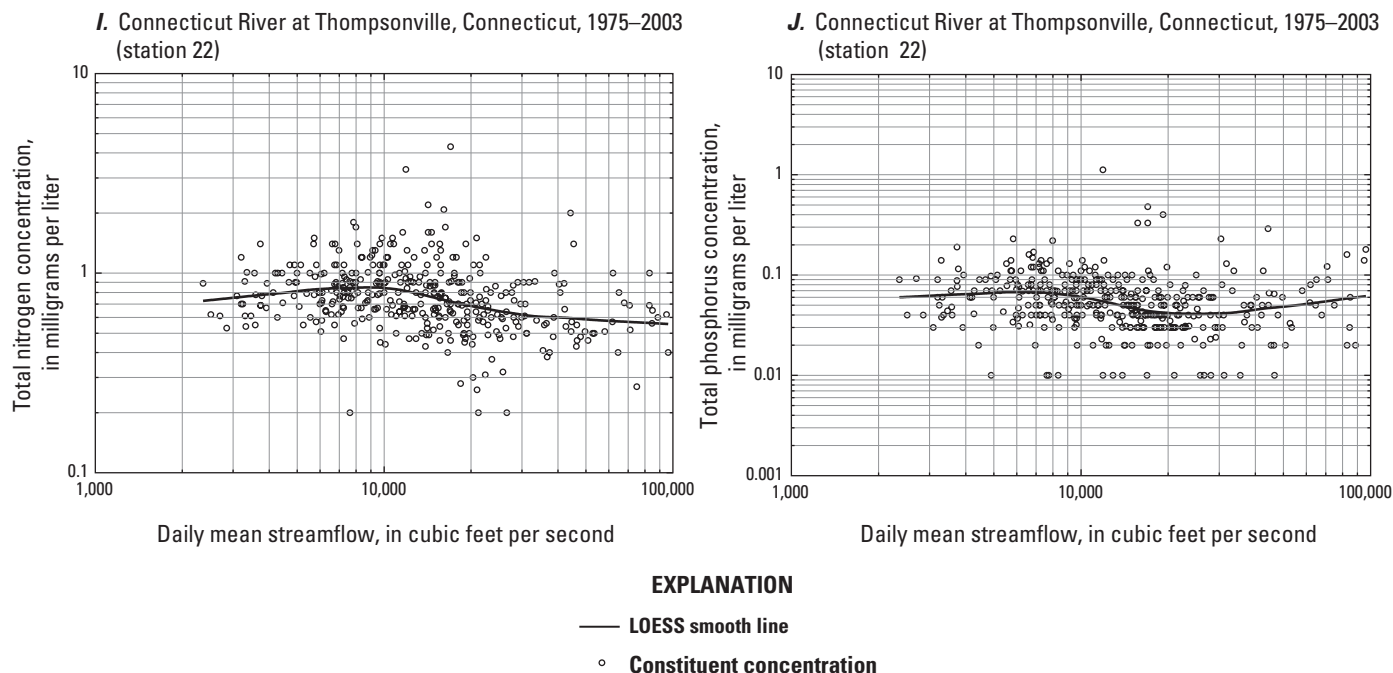 I. Connecticut River at Thompsonville, Connecticut, 1975–2003
(station 22)
10
1
0.1
Total nitrogen concentration,
in milligrams per liter
1,000
10,000
100,000
Daily mean streamflow, in cubic feet per second
J. Connecticut River at Thompsonville, Connecticut, 1975–2003
(station 22)
10
1
0.1
0.01
0.001
Total phosphorus concentration,
in milligrams per liter
1,000
10,000
100,000
Daily mean streamflow, in cubic feet per second
EXPLANATION
LOESS smooth line
Constituent concentration